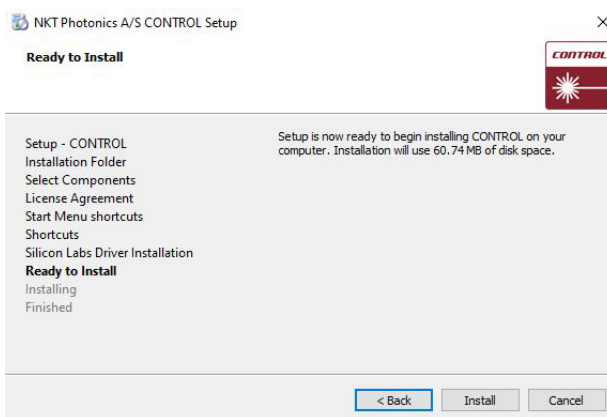 NKT Photonics A/S CONTROL Setup
Ready to Install
CONTROL
Setup - CONTROL
Installation Folder
Select Components
License Agreement
Start Menu shortcuts
Shortcuts
Silicon Labs Driver Installation
Ready to Install
Installing
Finished
Setup is now ready to begin installing CONTROL on your
computer. Installation will use 60.74 MB of disk space.
< Back
Install
Cancel